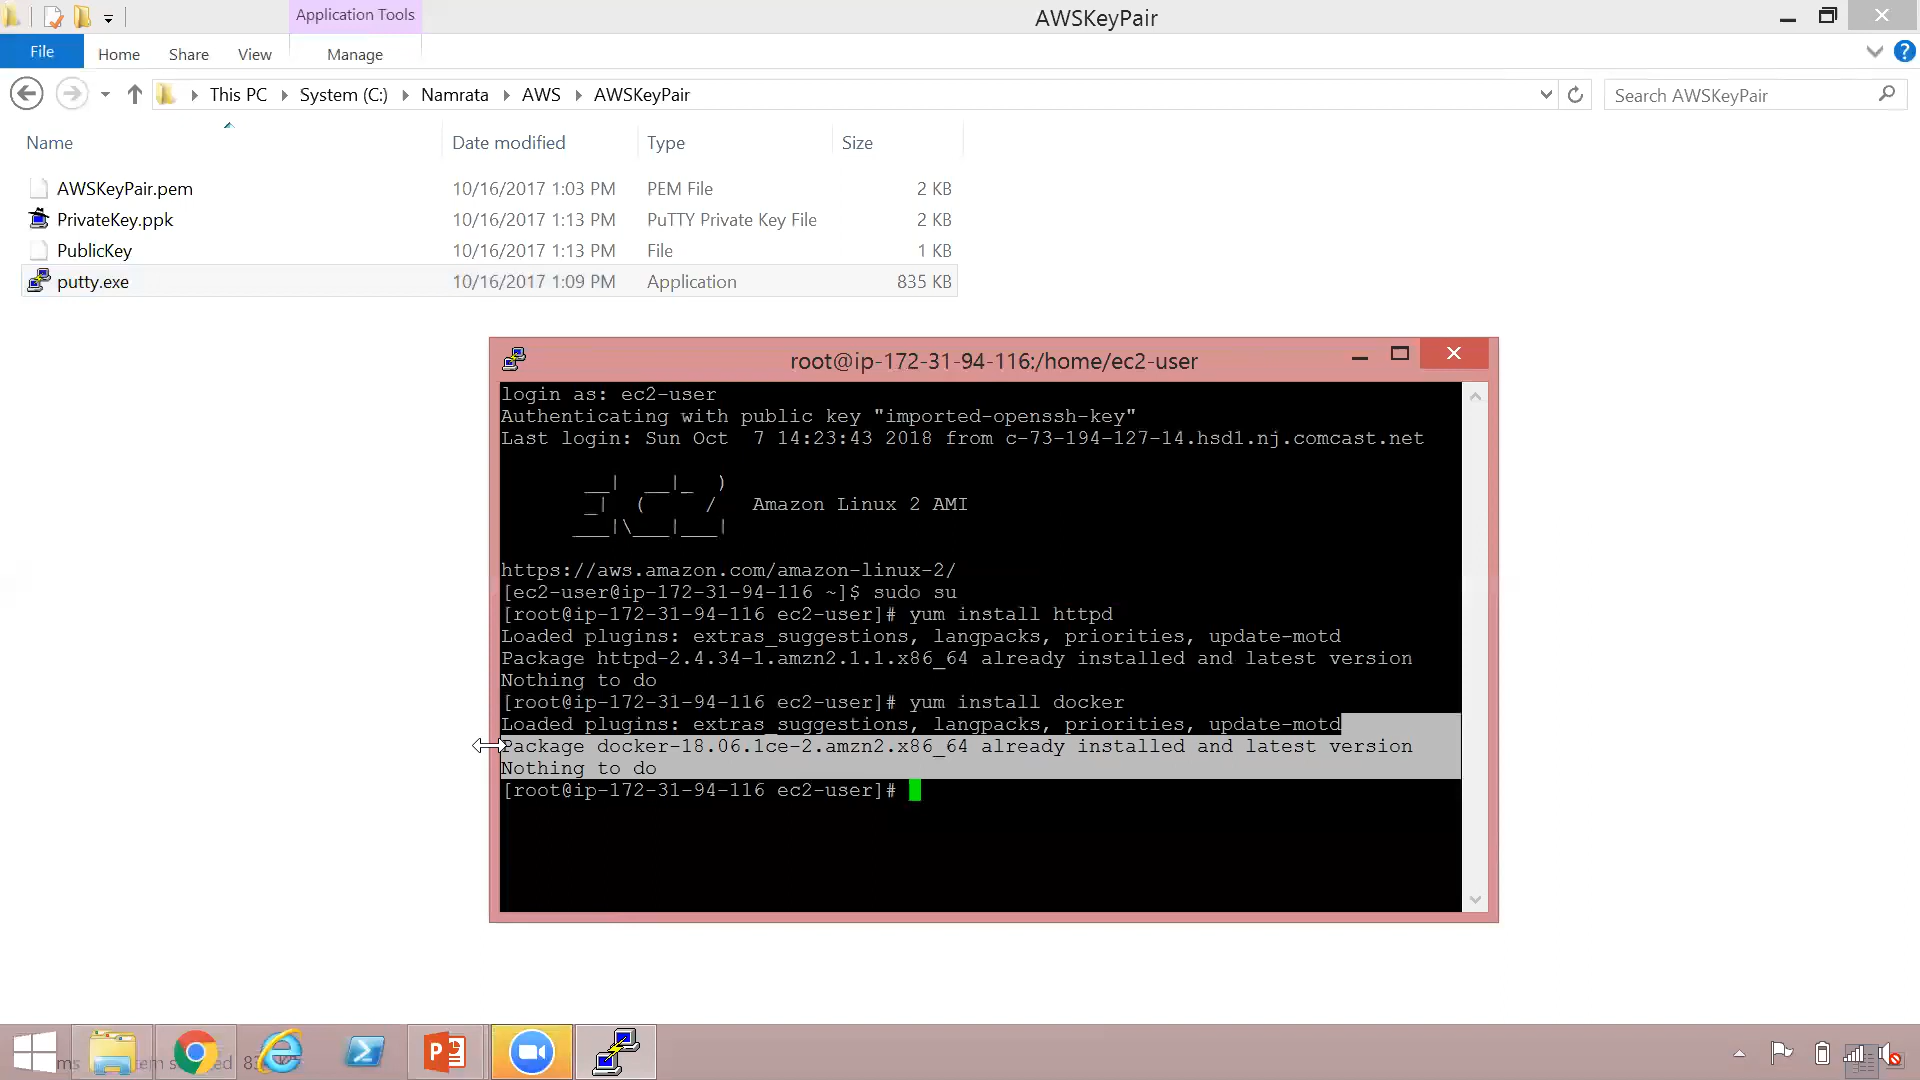 Application Tools
AWSKeyPair
File
Home
Share
View
Manage
This PC
System (C:)
Namrata
AWS
AWSKeyPair
Search AWSKeyPair
Name
Date modified
Type
Size
AWSKeyPair.pem 10/16/2017 1:03 PM PEM File 2 KB
PrivateKey.ppk 10/16/2017 1:13 PM PuTTY Private Key File 2 KB
PublicKey 10/16/2017 1:13 PM File 1 KB
putty.exe 10/16/2017 1:09 PM Application 835 KB
root@ip-172-31-94-116:/home/ec2-user
login as: ec2-user
Authenticating with public key "imported-openssh-key"
Last login: Sun Oct  7 14:23:43 2018 from c-73-194-127-14.hsd1.nj.comcast.net
__|  __|_  )
_|  (     /   Amazon Linux 2 AMI
___|\___|___|
https://aws.amazon.com/amazon-linux-2/
[ec2-user@ip-172-31-94-116 ~]$ sudo su
[root@ip-172-31-94-116 ec2-user]# yum install httpd
Loaded plugins: extras_suggestions, langpacks, priorities, update-motd
Package httpd-2.4.34-1.amzn2.1.1.x86_64 already installed and latest version
Nothing to do
[root@ip-172-31-94-116 ec2-user]# yum install docker
Loaded plugins: extras_suggestions, langpacks, priorities, update-motd
Package docker-18.06.1ce-2.amzn2.x86_64 already installed and latest version
Nothing to do
[root@ip-172-31-94-116 ec2-user]#